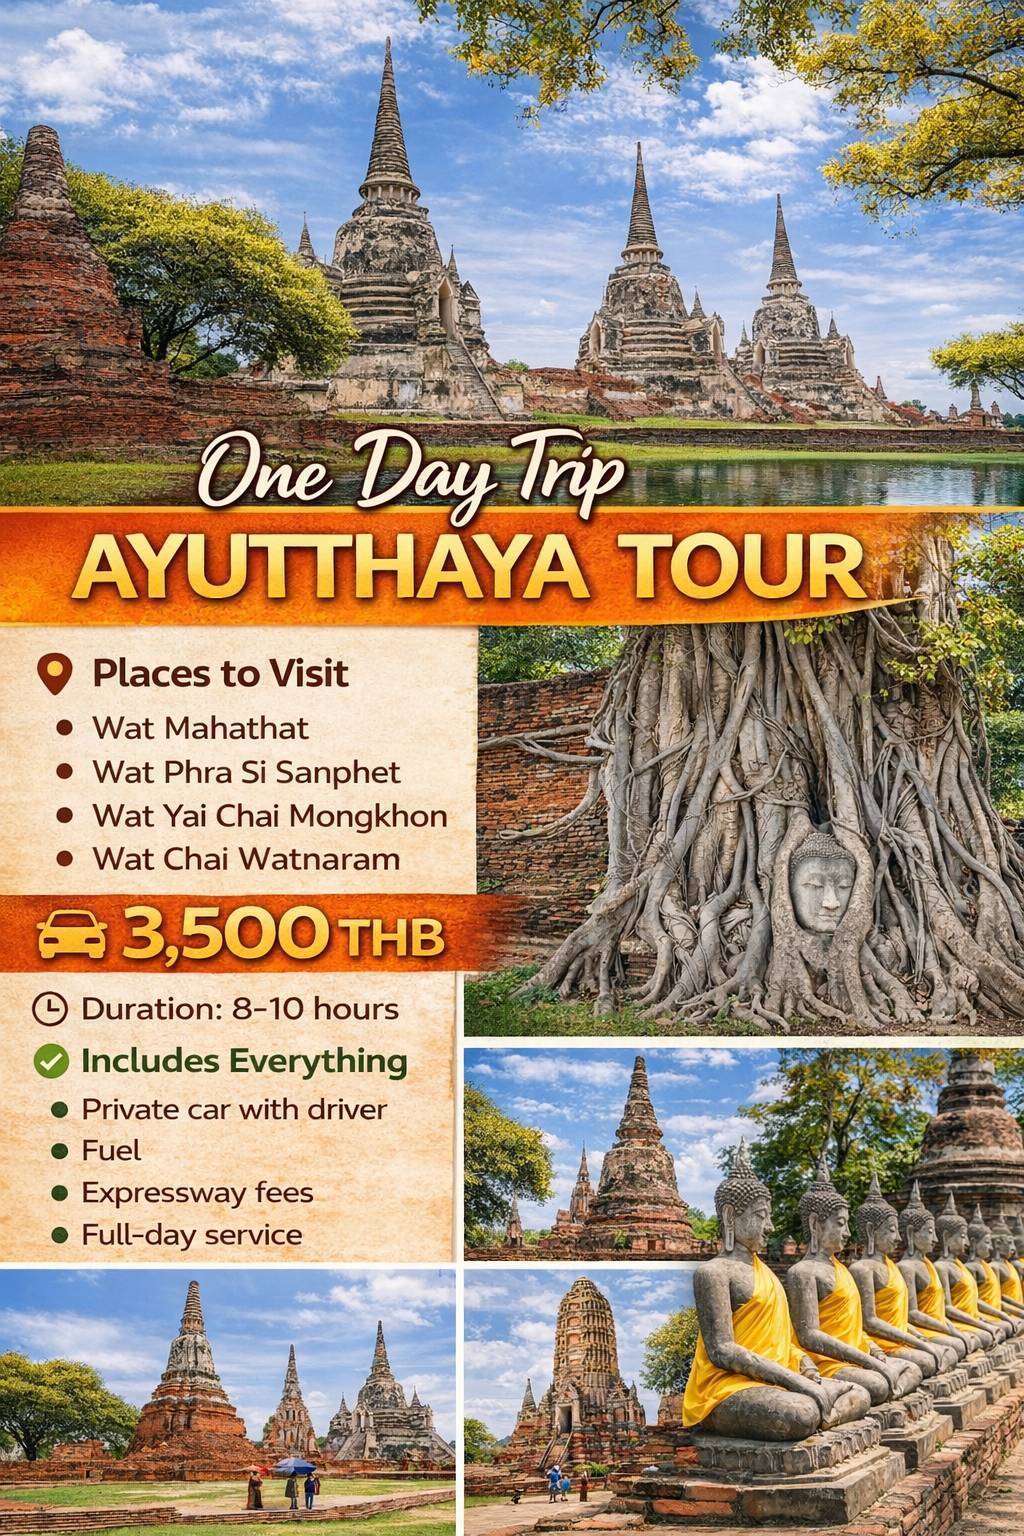 One Day Trip
AYUTTHAYA TOUR
Places to Visit
• Wat Mahathat
• Wat Phra Si Sanphet
• Wat Yai Chai Mongkhon
• Wat Chai Watnaram
3,500 THB
Duration: 8–10 hours
Includes Everything
• Private car with driver
• Fuel
• Expressway fees
• Full-day service